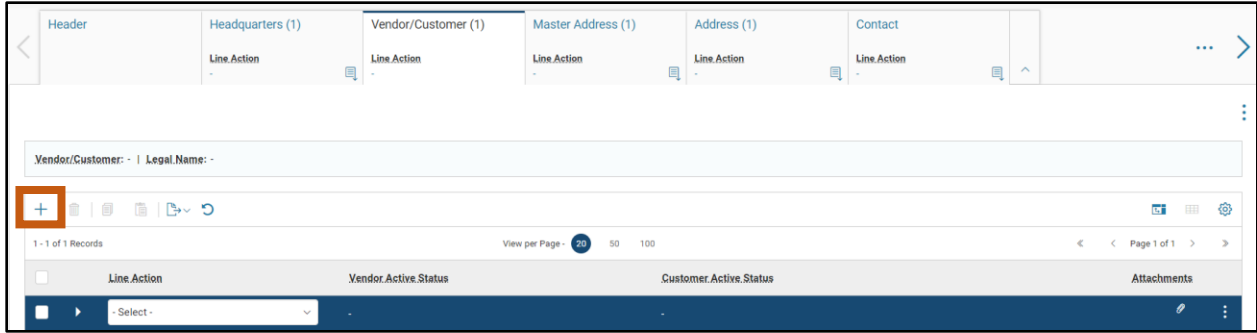 Header Headquarters (1) Vendor/Customer (1) Master Address (1) Address (1) Contact
Line Action Line Action Line Action Line Action Line Action
- - - - -
Vendor/Customer: - | Legal Name: -
1 - 1 of 1 Records View per Page - 20 50 100 Page 1 of 1
Line Action Vendor Active Status Customer Active Status Attachments
- Select - - -